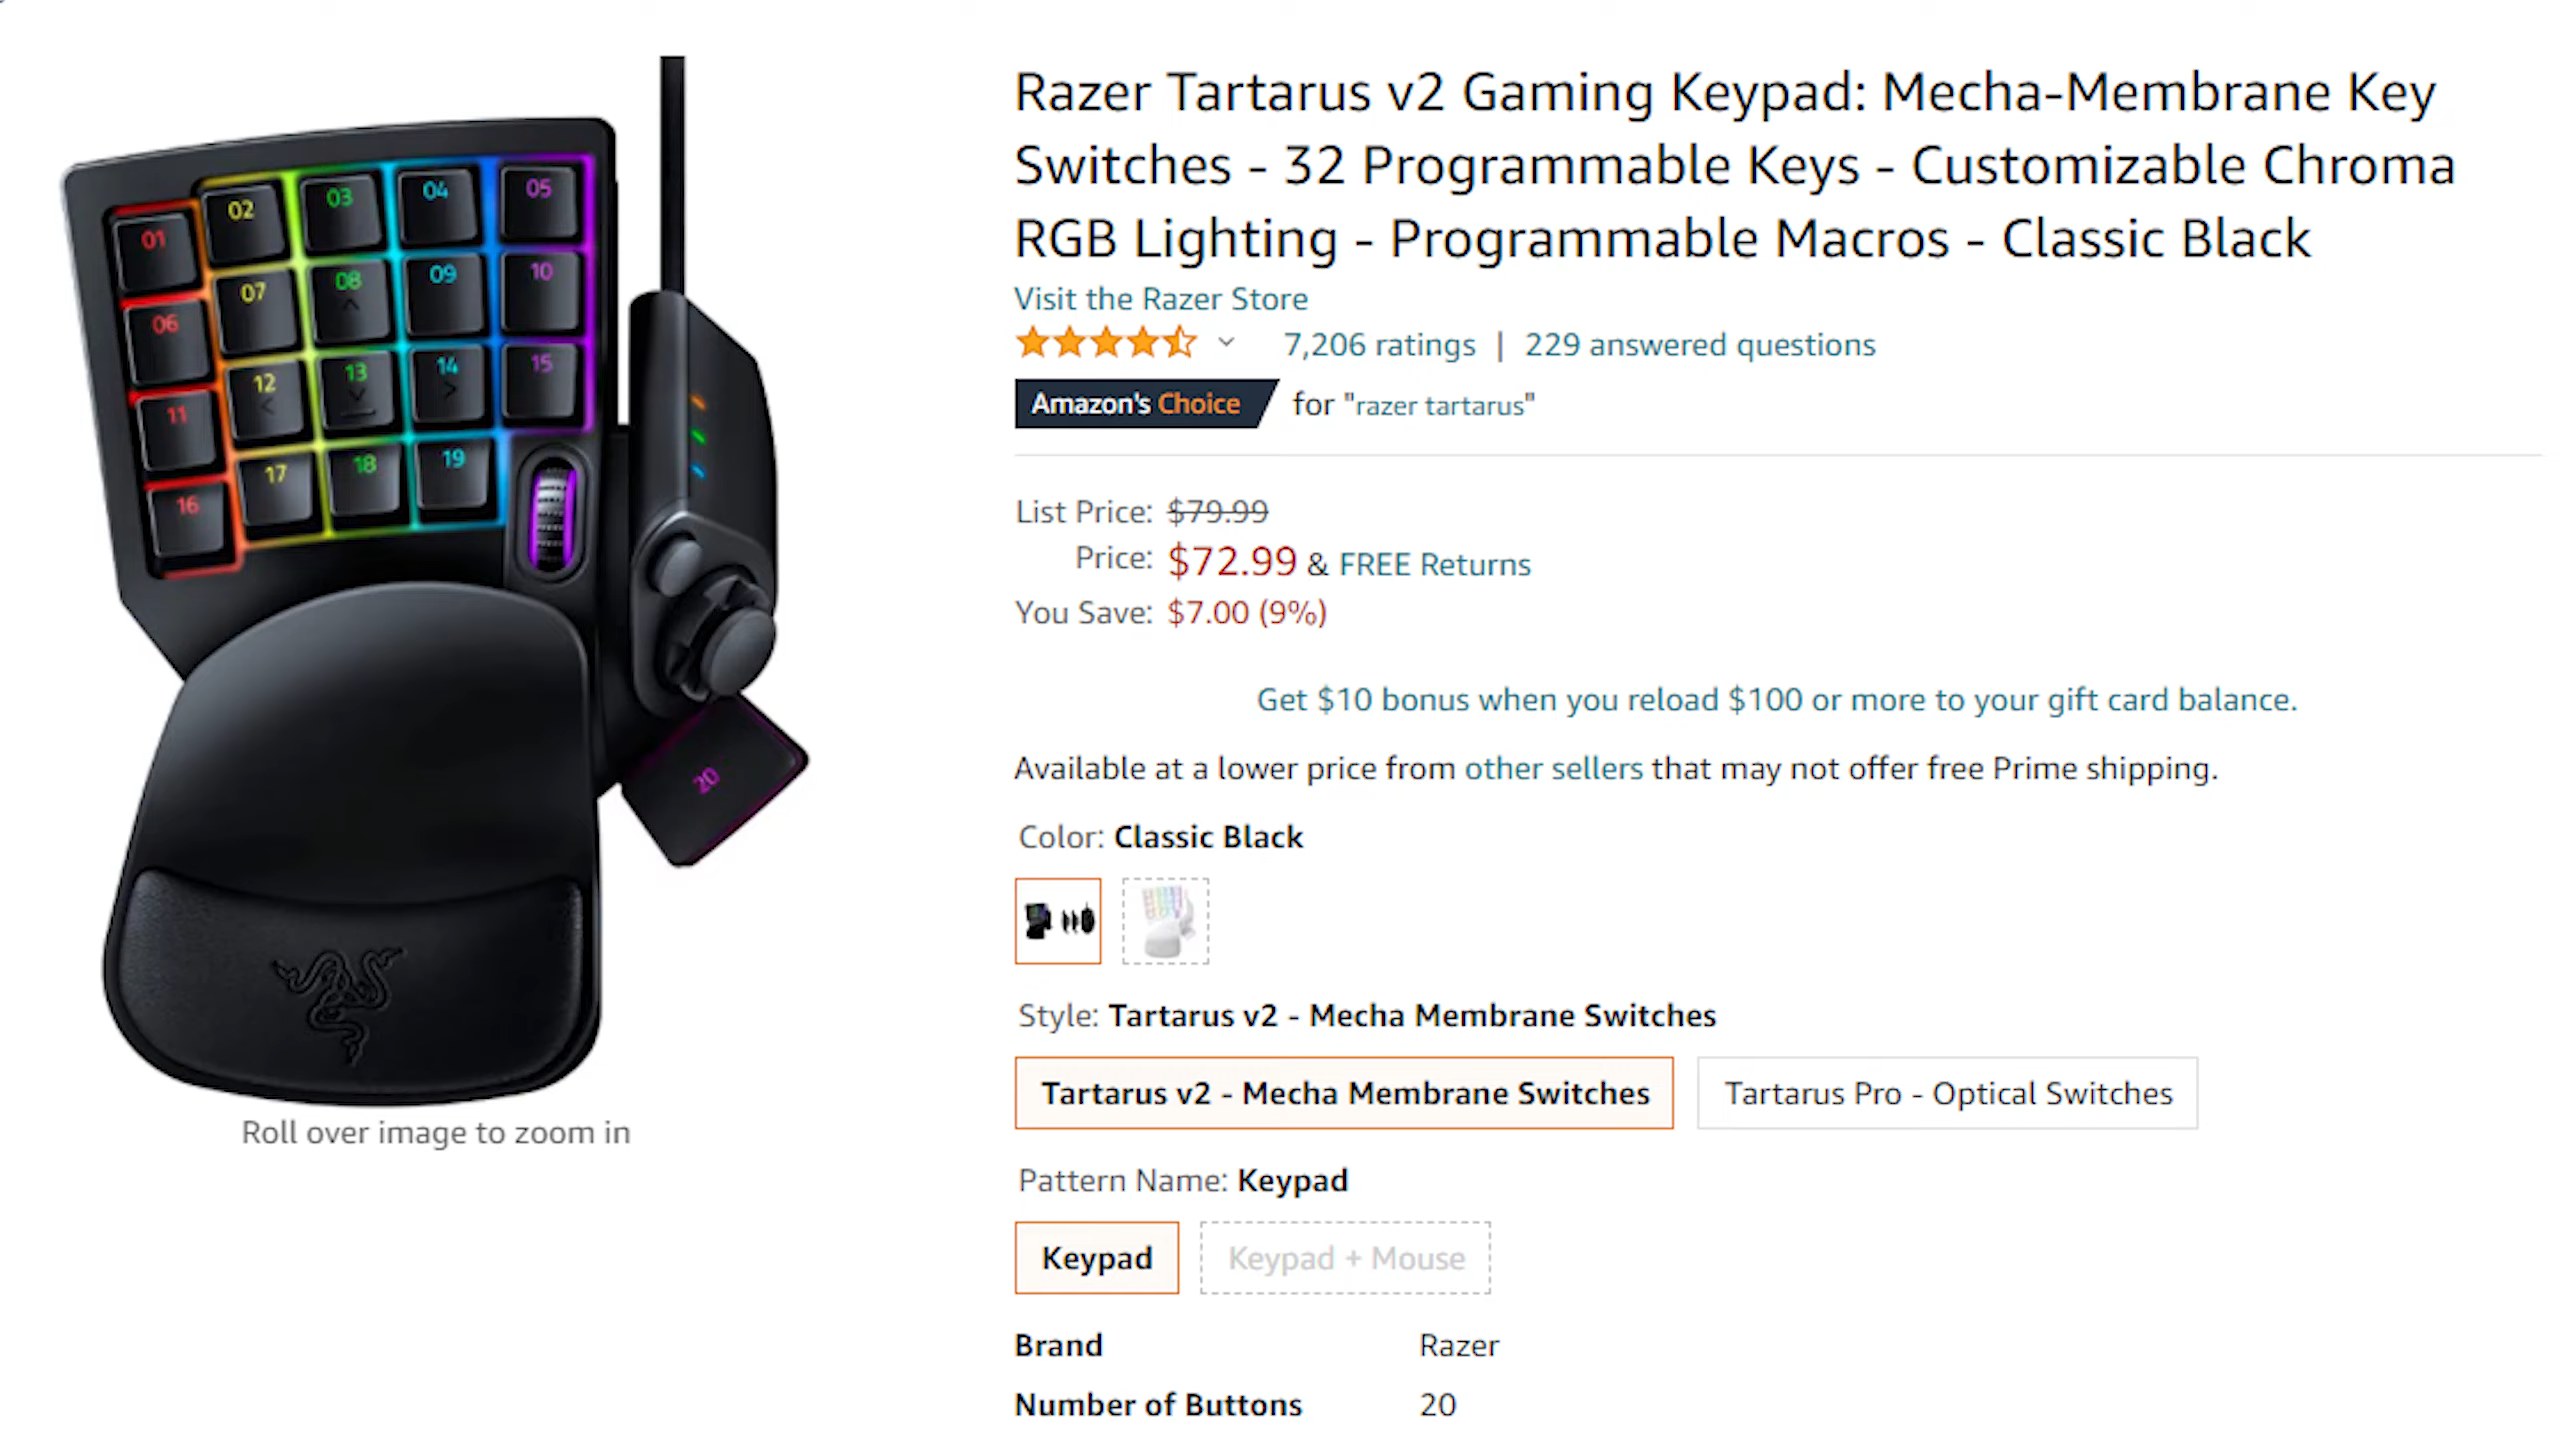 Razer Tartarus v2 Gaming Keypad: Mecha-Membrane Key
Switches - 32 Programmable Keys - Customizable Chroma
RGB Lighting - Programmable Macros - Classic Black
Visit the Razer Store
7,206 ratings | 229 answered questions
Amazon's Choice for "razer tartarus"
List Price: $79.99
Price: $72.99 & FREE Returns
You Save: $7.00 (9%)
Get $10 bonus when you reload $100 or more to your gift card balance.
Available at a lower price from other sellers that may not offer free Prime shipping.
Color: Classic Black
Style: Tartarus v2 - Mecha Membrane Switches
Tartarus v2 - Mecha Membrane Switches
Tartarus Pro - Optical Switches
Pattern Name: Keypad
Keypad
Keypad + Mouse
Brand Razer
Number of Buttons 20
01 02 03 04 05
06 07 08 09 10
11 12 13 14 15
16 17 18 19
20
Roll over image to zoom in